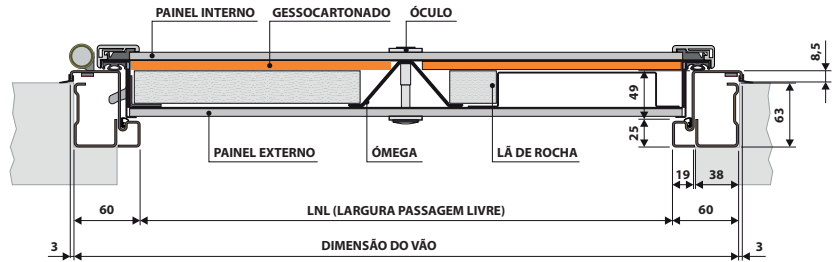 PAINEL INTERNO GESSOCARTONADO ÓCULO
8,5
49
63
25
PAINEL EXTERNO ÓMEGA LÃ DE ROCHA
19 38
60 LNL (LARGURA PASSAGEM LIVRE) 60
3 DIMENSÃO DO VÃO 3